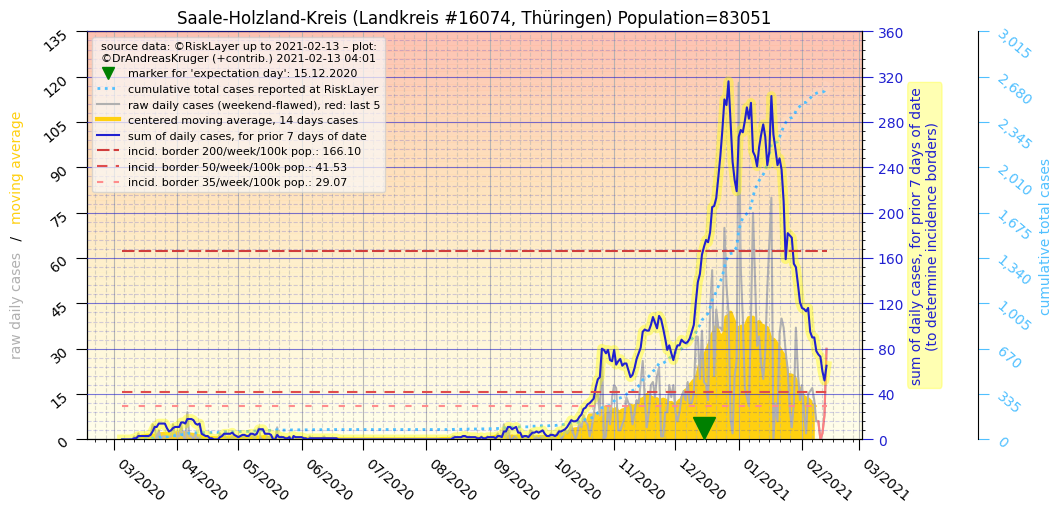 Saale-Holzland-Kreis (Landkreis #16074, Thüringen) Population=83051
source data: ©RiskLayer up to 2021-02-13 – plot:
©DrAndreasKruger (+contrib.) 2021-02-13 04:01
marker for 'expectation day': 15.12.2020
cumulative total cases reported at RiskLayer
raw daily cases (weekend-flawed), red: last 5
centered moving average, 14 days cases
sum of daily cases, for prior 7 days of date
incid. border 200/week/100k pop.: 166.10
incid. border 50/week/100k pop.: 41.53
incid. border 35/week/100k pop.: 29.07
raw daily cases / moving average
135
120
105
90
75
60
45
30
15
0
03/2020
04/2020
05/2020
06/2020
07/2020
08/2020
09/2020
10/2020
11/2020
12/2020
01/2021
02/2021
03/2021
360
320
280
240
200
160
120
80
40
0
sum of daily cases, for prior 7 days of date
(to determine incidence borders)
3,015
2,680
2,345
2,010
1,675
1,340
1,005
670
335
0
cumulative total cases